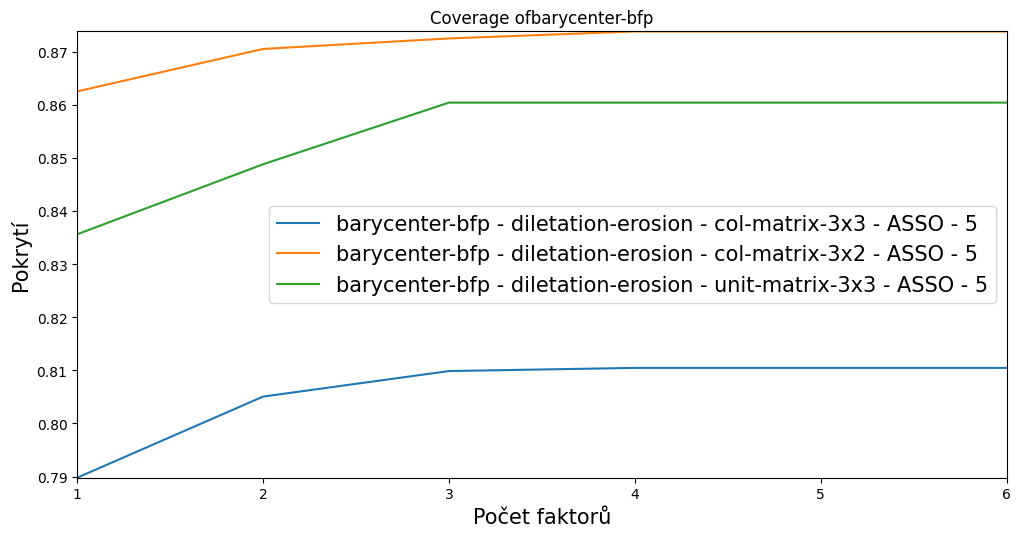 Coverage ofbarycenter-bfp
Pokrytí
0.87
0.86
0.85
0.84
0.83
0.82
0.81
0.80
0.79
barycenter-bfp - diletation-erosion - col-matrix-3x3 - ASSO - 5
barycenter-bfp - diletation-erosion - col-matrix-3x2 - ASSO - 5
barycenter-bfp - diletation-erosion - unit-matrix-3x3 - ASSO - 5
1 2 3 4 5 6
Počet faktorů